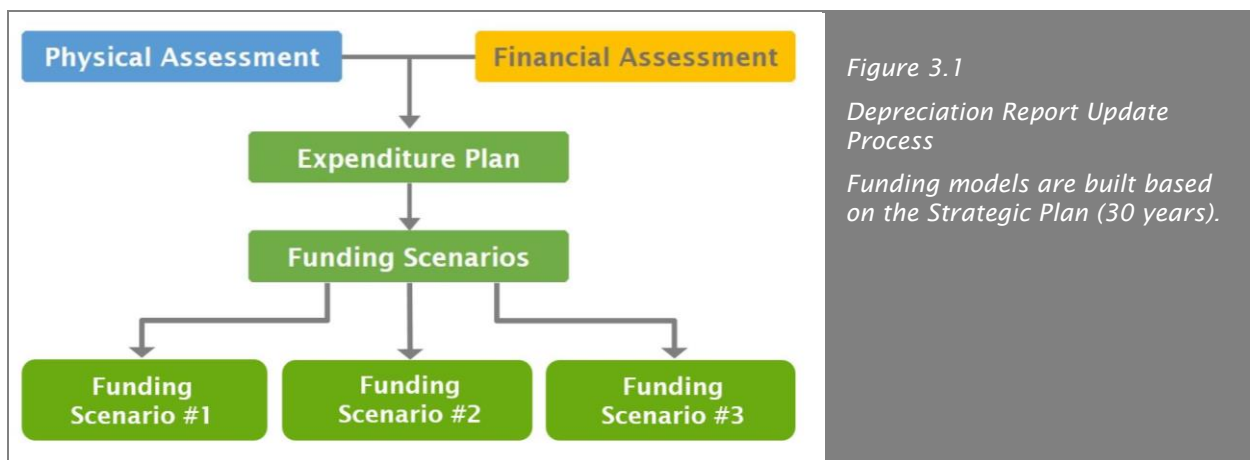 Physical Assessment
Financial Assessment
Expenditure Plan
Funding Scenarios
Funding
Scenario #1
Funding
Scenario #2
Funding
Scenario #3
Figure 3.1
Depreciation Report Update
Process
Funding models are built based
on the Strategic Plan (30 years).